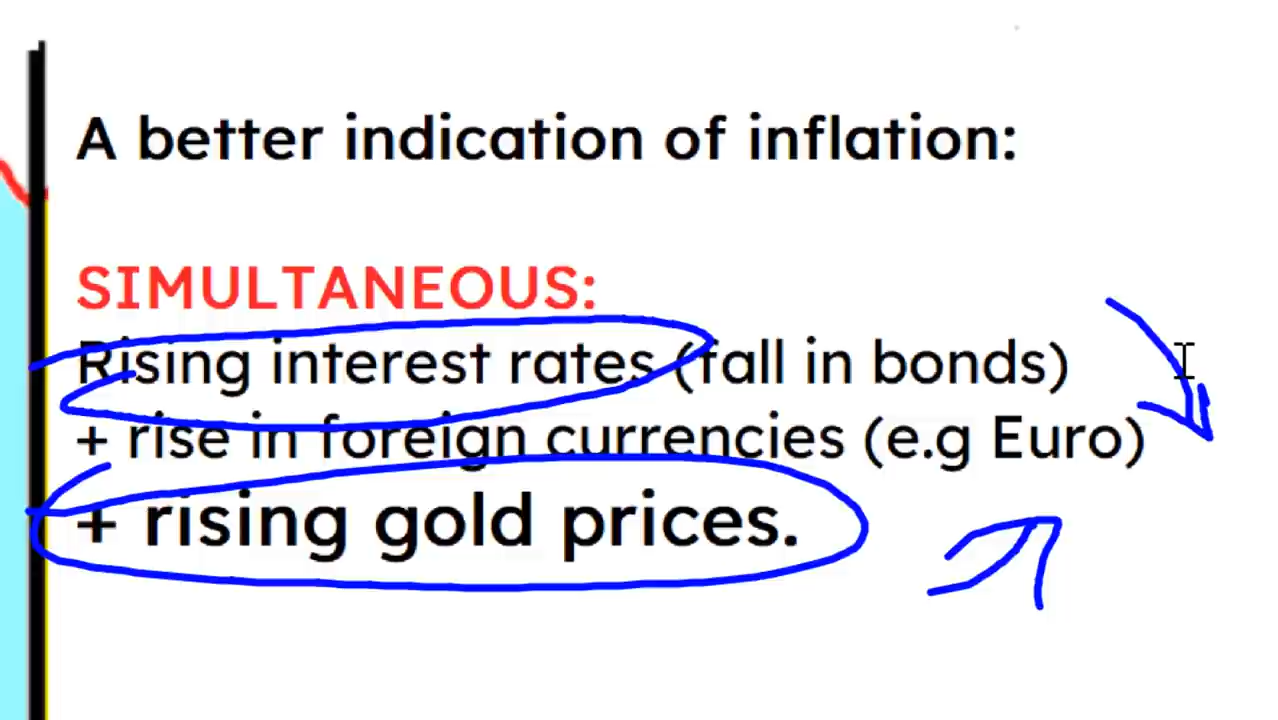 A better indication of inflation:
SIMULTANEOUS:
Rising interest rates (fall in bonds)
+ rise in foreign currencies (e.g Euro)
+ rising gold prices.